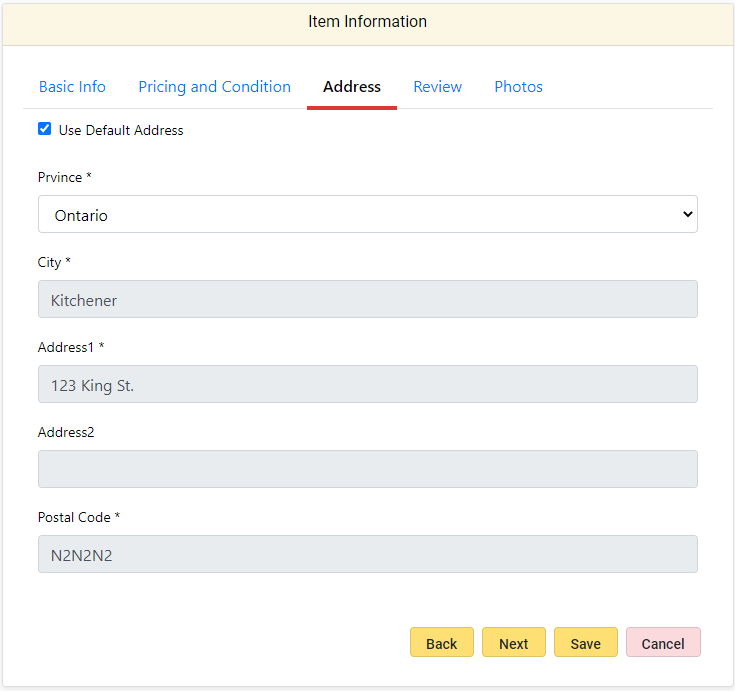 Item Information
Basic Info Pricing and Condition Address Review Photos
Use Default Address
Prvince *
Ontario
City *
Kitchener
Address1 *
123 King St.
Address2
Postal Code *
N2N2N2
Back Next Save Cancel